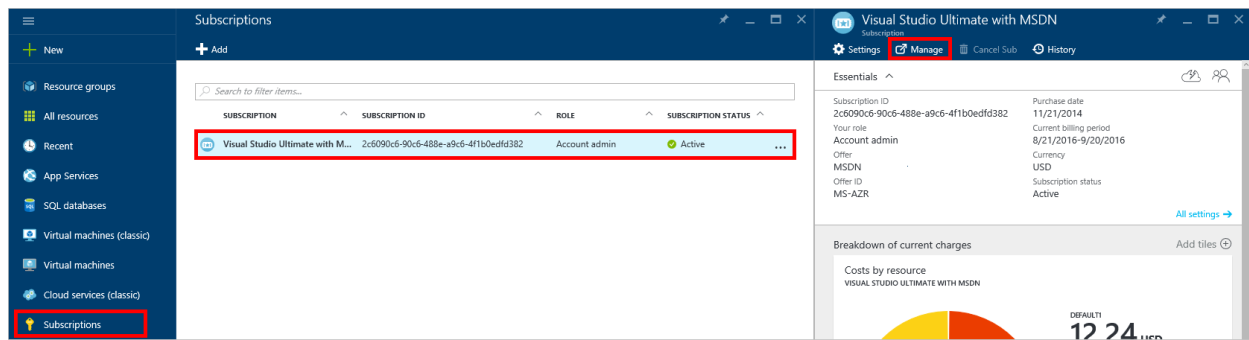 New
Resource groups
All resources
Recent
App Services
SQL databases
Virtual machines (classic)
Virtual machines
Cloud services (classic)
Subscriptions
Subscriptions
Add
Search to filter items...
SUBSCRIPTION SUBSCRIPTION ID ROLE SUBSCRIPTION STATUS
Visual Studio Ultimate with M... 2c6090c6-90c6-488e-a9c6-4f1b0edfd382 Account admin Active ...
Visual Studio Ultimate with MSDN
Subscription
Settings Manage Cancel Sub History
Essentials
Subscription ID Purchase date
2c6090c6-90c6-488e-a9c6-4f1b0edfd382 11/21/2014
Your role Current billing period
Account admin 8/21/2016-9/20/2016
Offer Currency
MSDN USD
Offer ID Subscription status
MS-AZR Active
All settings →
Breakdown of current charges Add tiles
Costs by resource
VISUAL STUDIO ULTIMATE WITH MSDN
DEFAULT1
12.24 USD